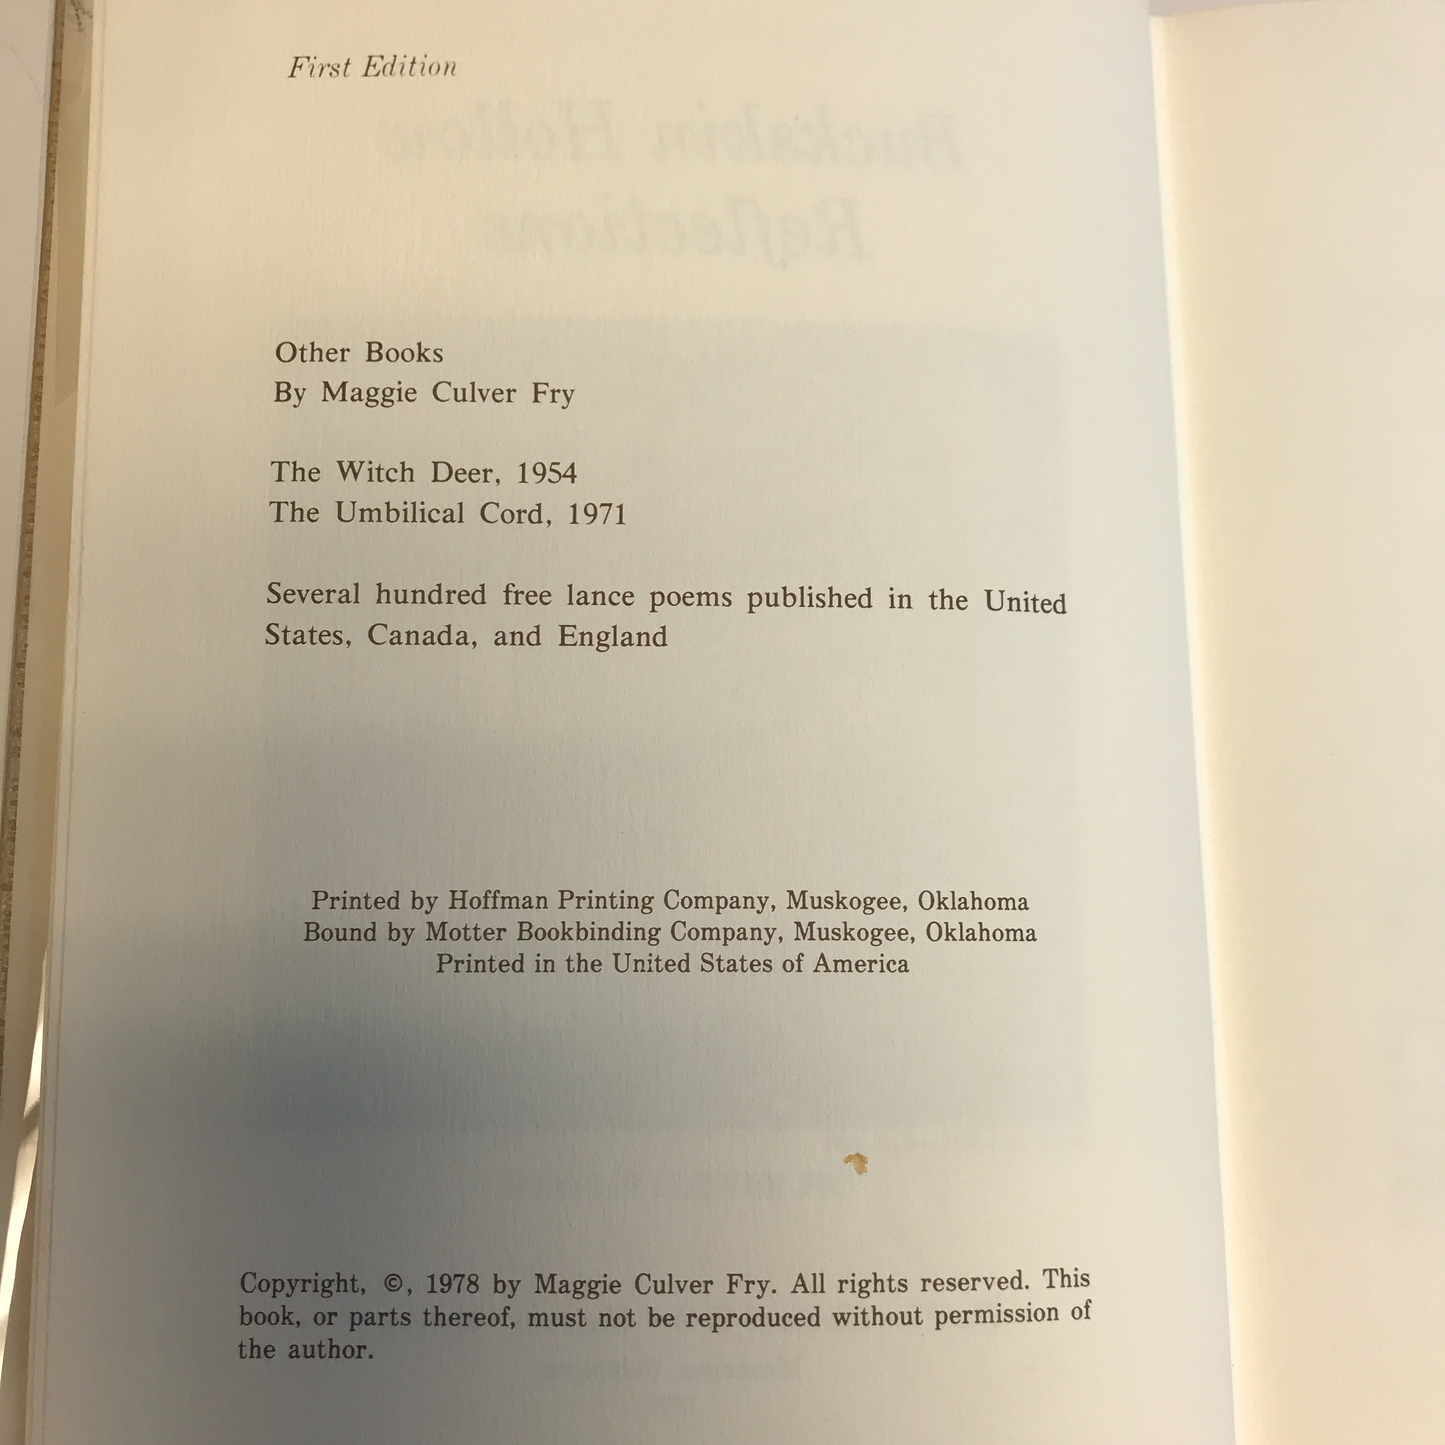 First Edition
Buckskin Hollow
Reflections
Other Books
By Maggie Culver Fry
The Witch Deer, 1954
The Umbilical Cord, 1971
Several hundred free lance poems published in the United
States, Canada, and England
Printed by Hoffman Printing Company, Muskogee, Oklahoma
Bound by Motter Bookbinding Company, Muskogee, Oklahoma
Printed in the United States of America
Copyright, ©, 1978 by Maggie Culver Fry. All rights reserved. This
book, or parts thereof, must not be reproduced without permission of
the author.